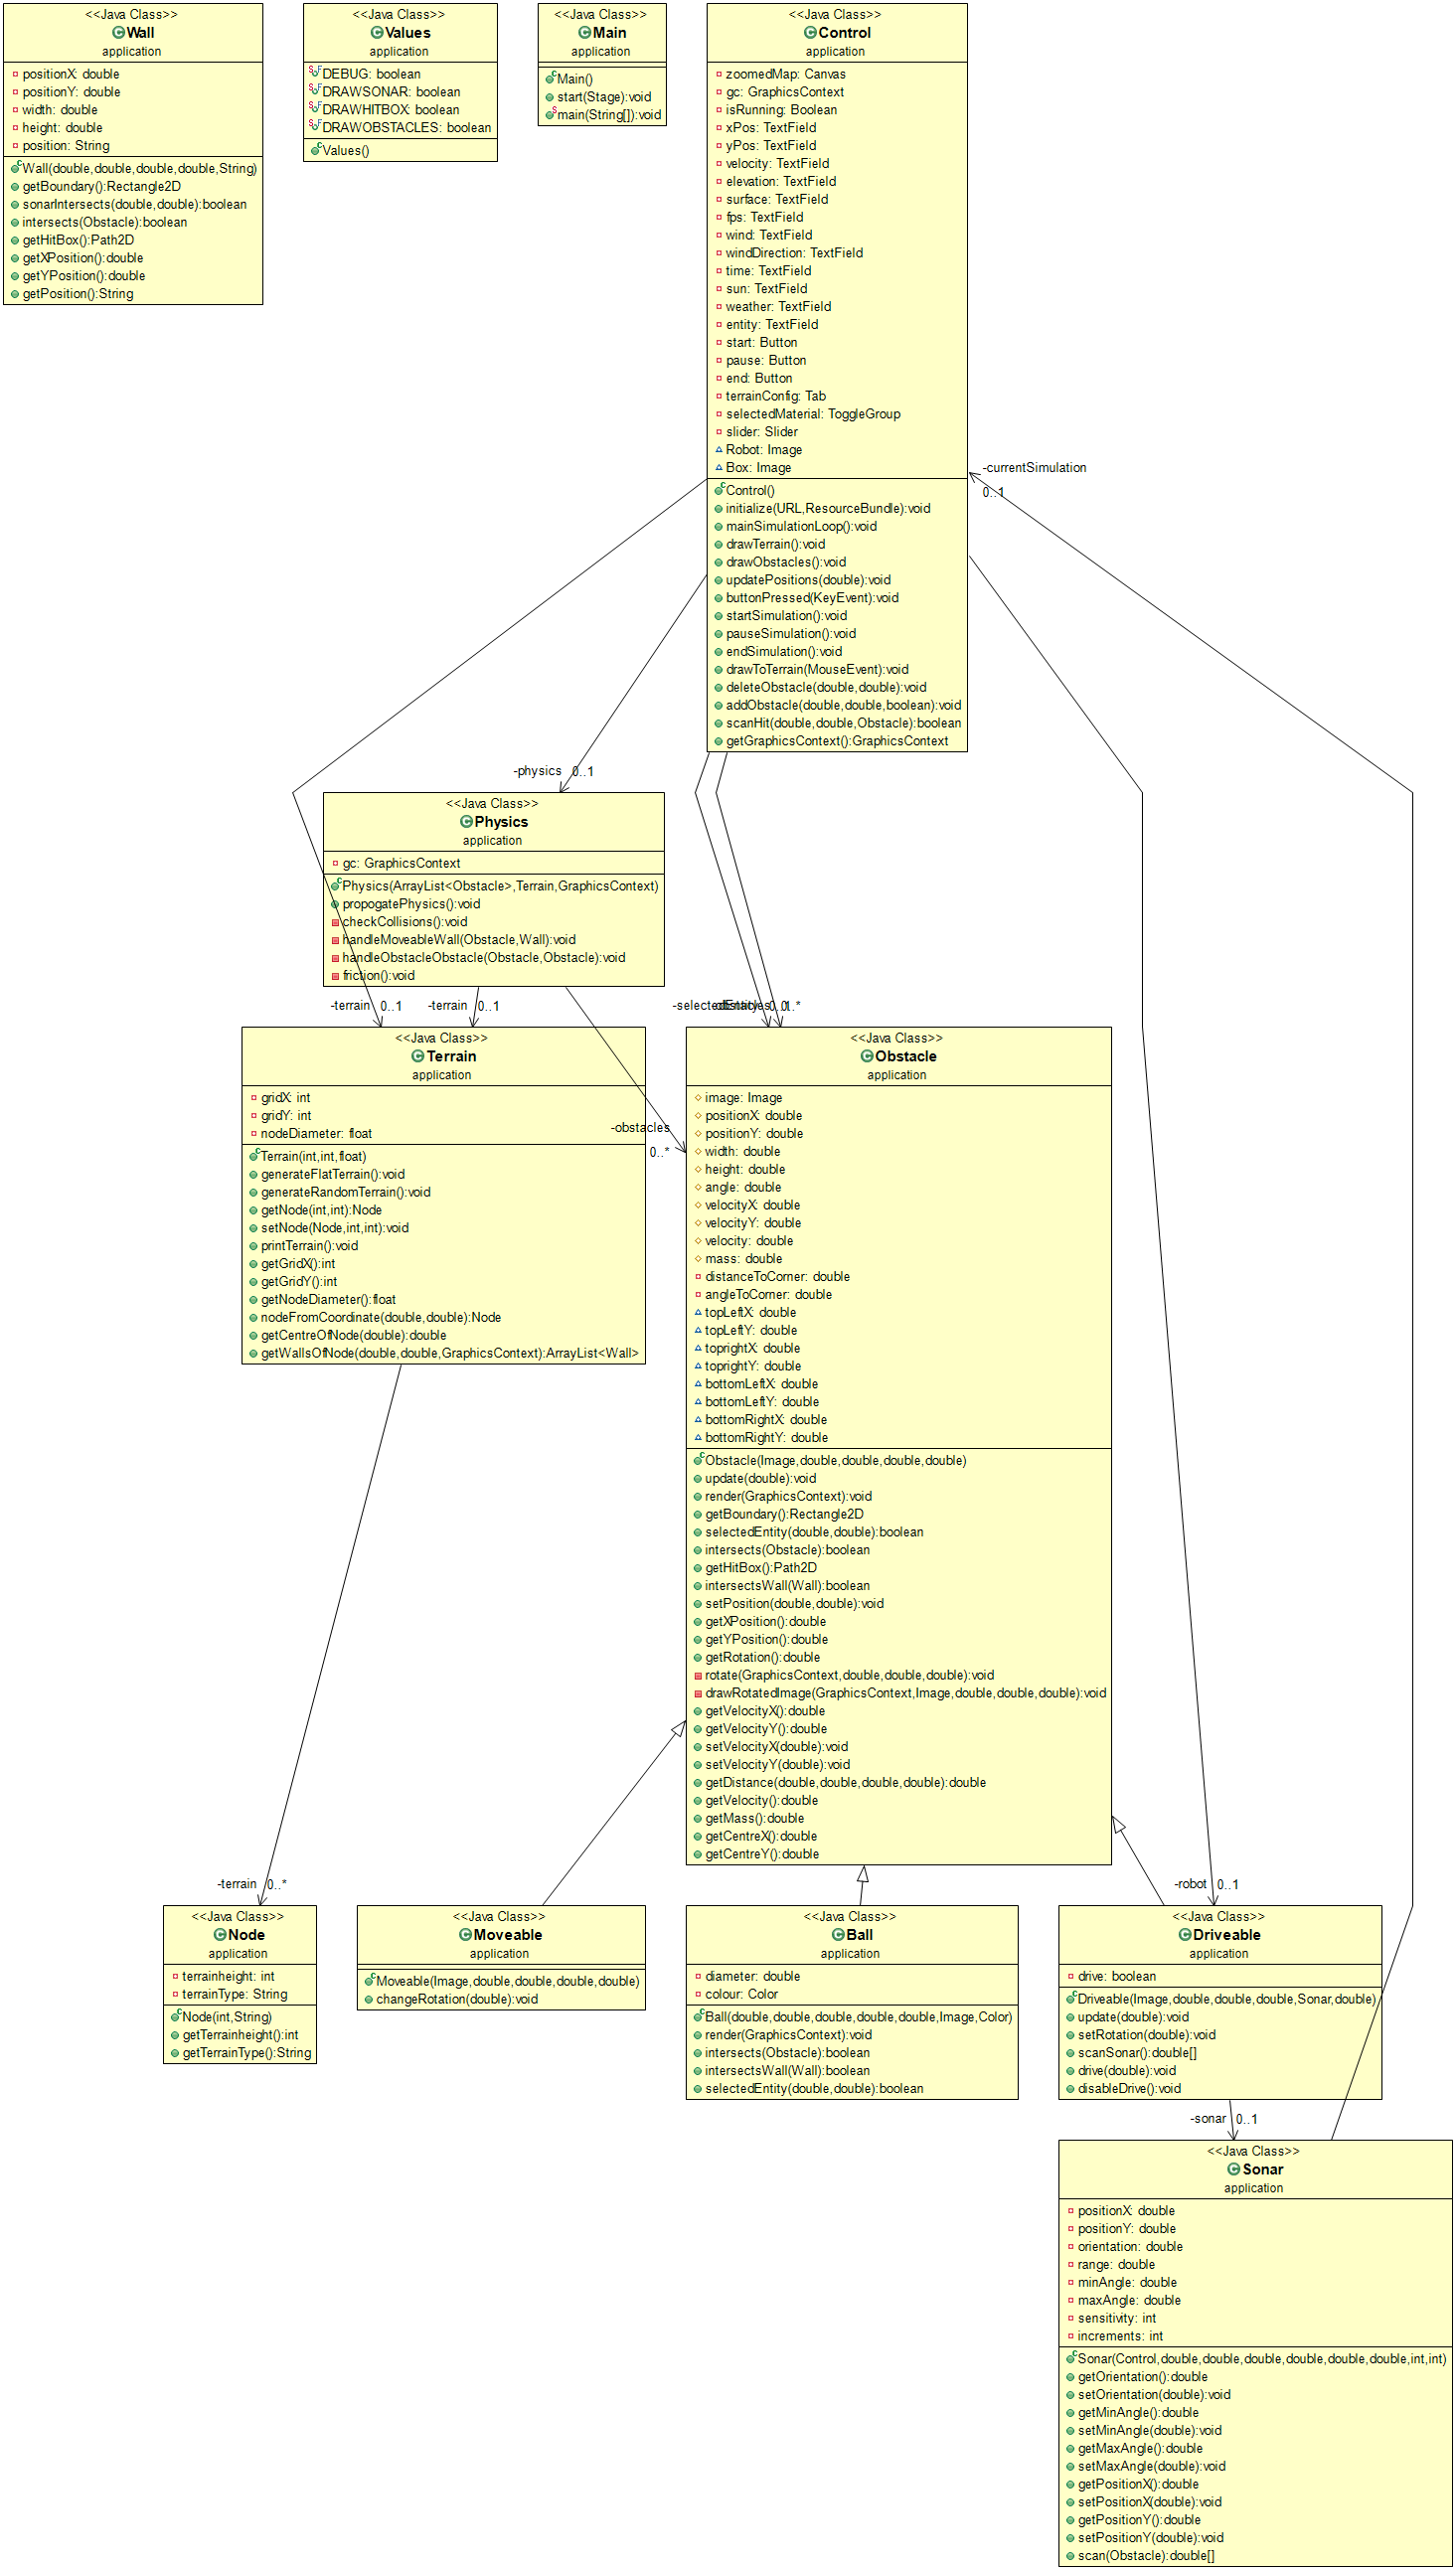 <<Java Class>>
Wall
application
positionX: double
positionY: double
width: double
height: double
position: String
Wall(double,double,double,double,String)
getBoundary():Rectangle2D
sonarIntersects(double,double):boolean
intersects(Obstacle):boolean
getHitBox():Path2D
getXPosition():double
getYPosition():double
getPosition():String
<<Java Class>>
Values
application
DEBUG: boolean
DRAWSONAR: boolean
DRAWHITBOX: boolean
DRAWOBSTACLES: boolean
Values()
<<Java Class>>
Main
application
Main()
start(Stage):void
main(String[]):void
<<Java Class>>
Control
application
zoomedMap: Canvas
gc: GraphicsContext
isRunning: Boolean
xPos: TextField
yPos: TextField
velocity: TextField
elevation: TextField
surface: TextField
fps: TextField
wind: TextField
windDirection: TextField
time: TextField
sun: TextField
weather: TextField
entity: TextField
start: Button
pause: Button
end: Button
terrainConfig: Tab
selectedMaterial: ToggleGroup
slider: Slider
Robot: Image
Box: Image
Control()
initialize(URL,ResourceBundle):void
mainSimulationLoop():void
drawTerrain():void
drawObstacles():void
updatePositions(double):void
buttonPressed(KeyEvent):void
startSimulation():void
pauseSimulation():void
endSimulation():void
drawToTerrain(MouseEvent):void
deleteObstacle(double,double):void
addObstacle(double,double,boolean):void
scanHit(double,double,Obstacle):boolean
getGraphicsContext():GraphicsContext
-currentSimulation
0..1
-physics 0..1
<<Java Class>>
Physics
application
gc: GraphicsContext
Physics(ArrayList<Obstacle>,Terrain,GraphicsContext)
propogatePhysics():void
checkCollisions():void
handleMoveableWall(Obstacle,Wall):void
handleObstacleObstacle(Obstacle,Obstacle):void
friction():void
-terrain 0..1
-terrain 0..1
-selectedEntity
<<Java Class>>
Terrain
application
gridX: int
gridY: int
nodeDiameter: float
Terrain(int,int,float)
generateFlatTerrain():void
generateRandomTerrain():void
getNode(int,int):Node
setNode(Node,int,int):void
printTerrain():void
getGridX():int
getGridY():int
getNodeDiameter():float
nodeFromCoordinate(double,double):Node
getCentreOfNode(double):double
getWallsOfNode(double,double,GraphicsContext):ArrayList<Wall>
-obstacles
0..*
<<Java Class>>
Obstacle
application
image: Image
positionX: double
positionY: double
width: double
height: double
angle: double
velocityX: double
velocityY: double
velocity: double
mass: double
distanceToCorner: double
angleToCorner: double
topLeftX: double
topLeftY: double
toprightX: double
toprightY: double
bottomLeftX: double
bottomLeftY: double
bottomRightX: double
bottomRightY: double
Obstacle(Image,double,double,double,double)
update(double):void
render(GraphicsContext):void
getBoundary():Rectangle2D
selectedEntity(double,double):boolean
intersects(Obstacle):boolean
getHitBox():Path2D
intersectsWall(Wall):boolean
setPosition(double,double):void
getXPosition():double
getYPosition():double
getRotation():double
rotate(GraphicsContext,double,double,double):void
drawRotatedImage(GraphicsContext,Image,double,double,double):void
getVelocityX():double
getVelocityY():double
setVelocityX(double):void
setVelocityY(double):void
getDistance(double,double,double,double):double
getVelocity():double
getMass():double
getCentreX():double
getCentreY():double
-terrain 0..*
<<Java Class>>
Node
application
terrainheight: int
terrainType: String
Node(int,String)
getTerrainheight():int
getTerrainType():String
<<Java Class>>
Moveable
application
Moveable(Image,double,double,double,double)
changeRotation(double):void
<<Java Class>>
Ball
application
diameter: double
colour: Color
Ball(double,double,double,double,double,Image,Color)
render(GraphicsContext):void
intersects(Obstacle):boolean
intersectsWall(Wall):boolean
selectedEntity(double,double):boolean
-robot 0..1
<<Java Class>>
Driveable
application
drive: boolean
Driveable(Image,double,double,double,Sonar,double)
update(double):void
setRotation(double):void
scanSonar():double[]
drive(double):void
disableDrive():void
-sonar 0..1
<<Java Class>>
Sonar
application
positionX: double
positionY: double
orientation: double
range: double
minAngle: double
maxAngle: double
sensitivity: int
increments: int
Sonar(Control,double,double,double,double,double,double,int,int)
getOrientation():double
setOrientation(double):void
getMinAngle():double
setMinAngle(double):void
getMaxAngle():double
setMaxAngle(double):void
getPositionX():double
setPositionX(double):void
getPositionY():double
setPositionY(double):void
scan(Obstacle):double[]